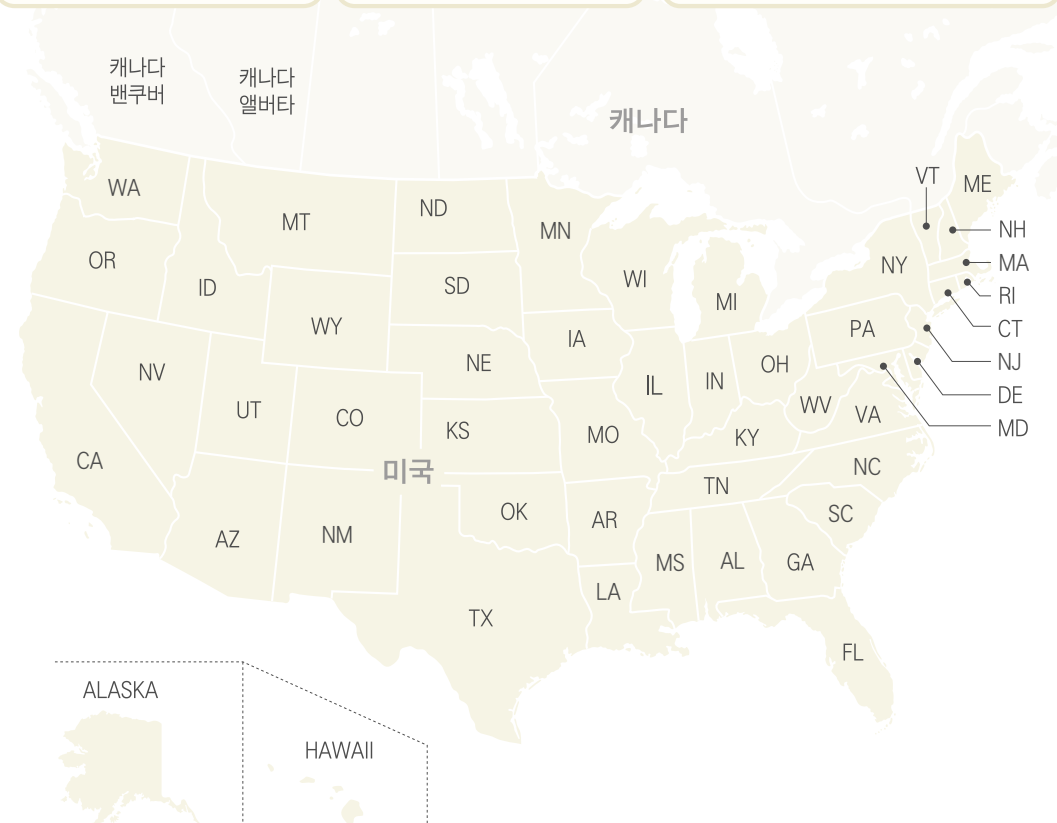 캐나다
밴쿠버
캐나다
앨버타
캐나다
VT
ME
WA
MT
ND
MN
NH
OR
ID
SD
WI
MI
NY
MA
RI
WY
IA
PA
CT
NV
NE
IL
IN
OH
NJ
UT
CO
KS
MO
KY
WV
VA
DE
MD
CA
미국
TN
NC
AZ
NM
OK
AR
SC
MS
AL
GA
LA
TX
FL
ALASKA
HAWAII